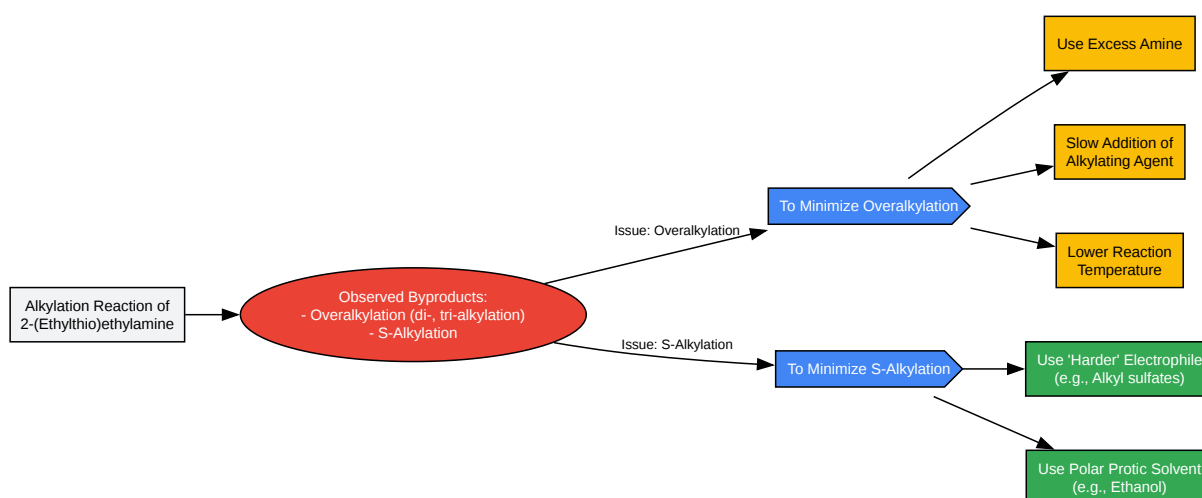 Alkylation Reaction of
2-(Ethylthio)ethylamine
Observed Byproducts:
- Overalkylation (di-, tri-alkylation)
- S-Alkylation
Issue: Overalkylation
To Minimize Overalkylation
Use Excess Amine
Slow Addition of
Alkylating Agent
Lower Reaction
Temperature
Issue: S-Alkylation
To Minimize S-Alkylation
Use 'Harder' Electrophile
(e.g., Alkyl sulfates)
Use Polar Protic Solvent
(e.g., Ethanol)